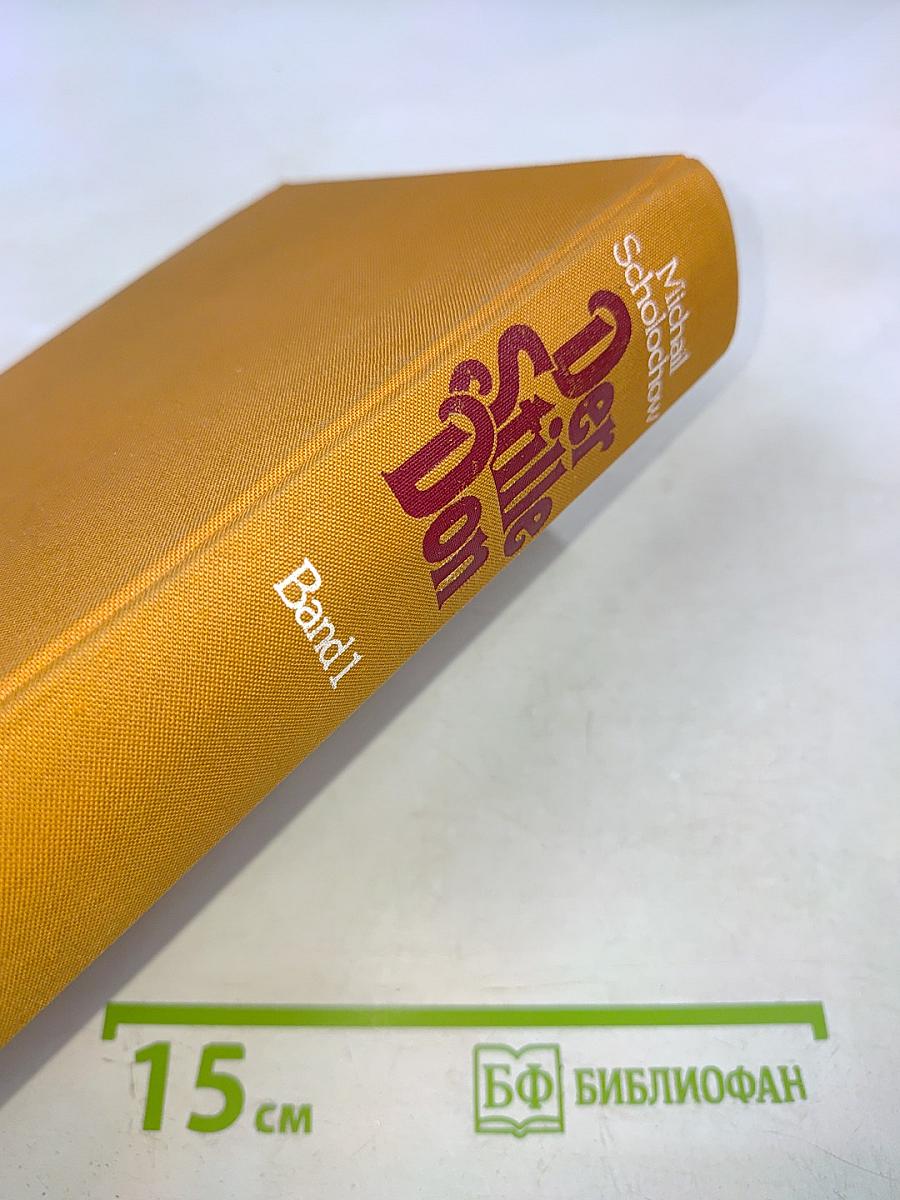 Michail
Scholochow
Der
Stille
Don
Band 1
15 см
БФ БИБЛИОФАН